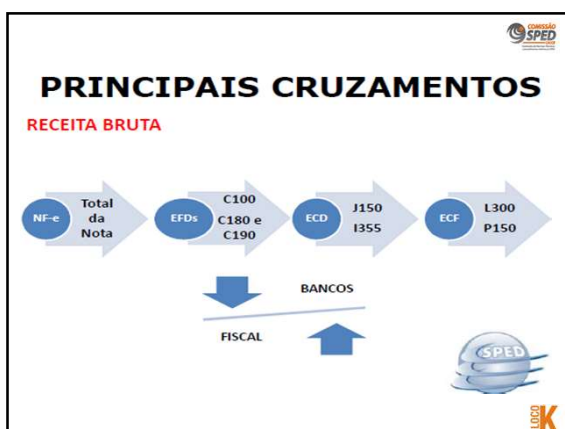 COMISSÃO
SPED
PRINCIPAIS CRUZAMENTOS
RECEITA BRUTA
NF-e
Total
da
Nota
EFDs
C100
C180 e
C190
ECD
J150
I355
ECF
L300
P150
BANCOS
FISCAL
SPED
LOCO
K